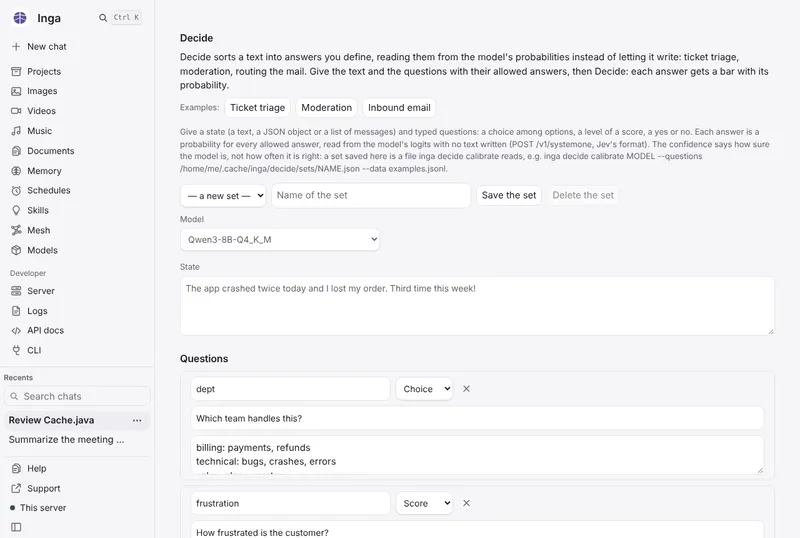 Inga
Ctrl K
New chat
Projects
Images
Videos
Music
Documents
Memory
Schedules
Skills
Mesh
Models
Developer
Server
Logs
API docs
CLI
Recents
Search chats
Review Cache.java
Summarize the meeting ...
Help
Support
This server
Decide
Decide sorts a text into answers you define, reading them from the model's probabilities instead of letting it write: ticket triage,
moderation, routing the mail. Give the text and the questions with their allowed answers, then Decide: each answer gets a bar with its
probability.
Examples: Ticket triage Moderation Inbound email
Give a state (a text, a JSON object or a list of messages) and typed questions: a choice among options, a level of a score, a yes or no. Each answer is a
probability for every allowed answer, read from the model's logits with no text written (POST /v1/systemone, Jev's format). The confidence says how sure
the model is, not how often it is right: a set saved here is a file inga decide calibrate reads, e.g. inga decide calibrate MODEL --questions
/home/me/.cache/inga/decide/sets/NAME.json --data examples.jsonl.
— a new set — Name of the set Save the set Delete the set
Model
Qwen3-8B-Q4_K_M
State
The app crashed twice today and I lost my order. Third time this week!
Questions
dept Choice
Which team handles this?
billing: payments, refunds
technical: bugs, crashes, errors
frustration Score
How frustrated is the customer?